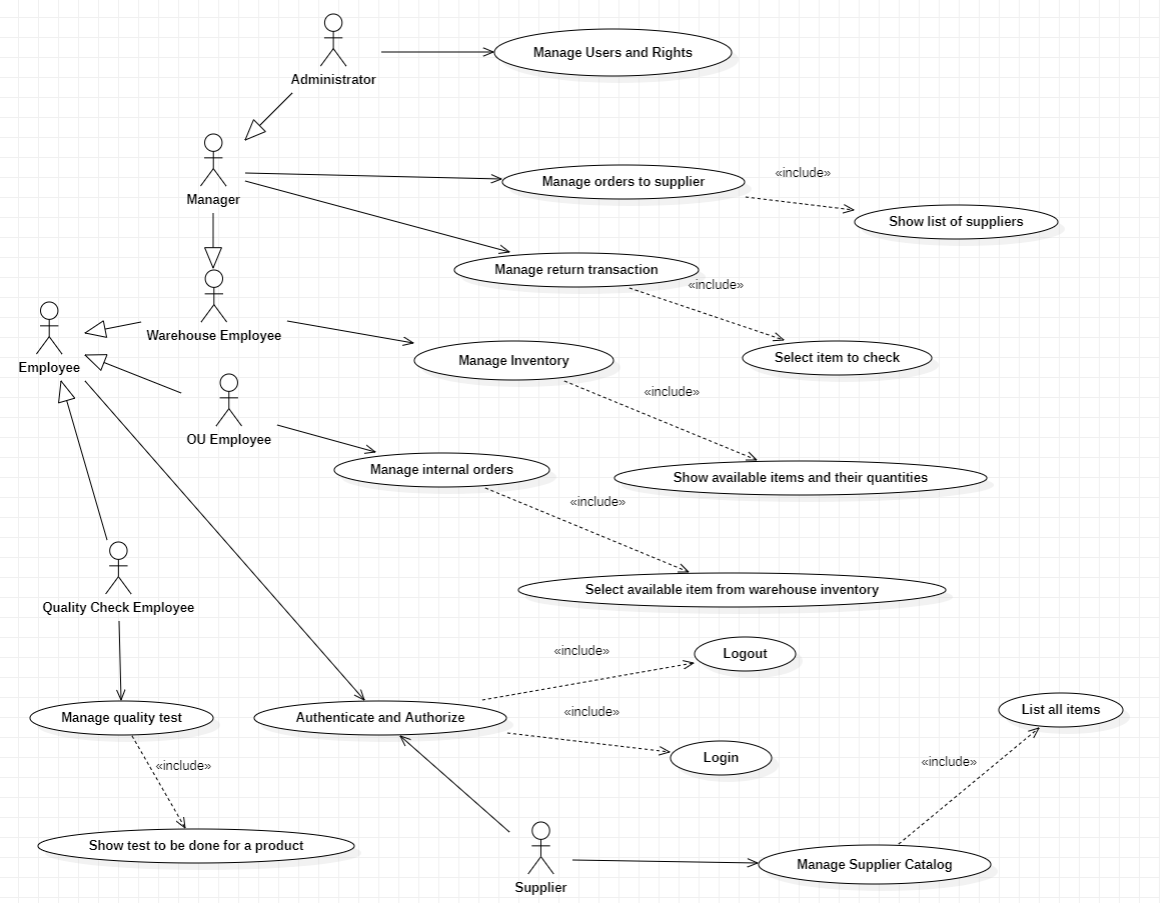 Manage Users and Rights
Administrator
«include»
Manage orders to supplier
Manager
Show list of suppliers
Manage return transaction
«include»
Warehouse Employee
Select item to check
Manage Inventory
Employee
«include»
OU Employee
Manage internal orders
Show available items and their quantities
«include»
Select available item from warehouse inventory
Quality Check Employee
«include»
Logout
List all items
«include»
Manage quality test
Authenticate and Authorize
Login
«include»
«include»
Show test to be done for a product
Manage Supplier Catalog
Supplier